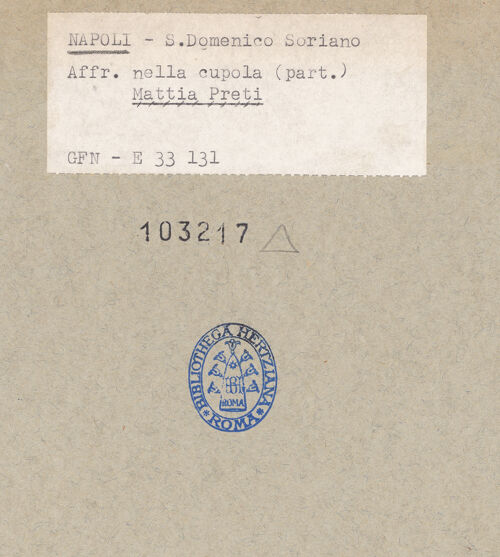 NAPOLI - S.Domenico Soriano
Affr. nella cupola (part.)
Mattia Preti
GFN - E 33 131
103217
BIBLIOTHECA HERTZIANA
ROMA
* ROMA *